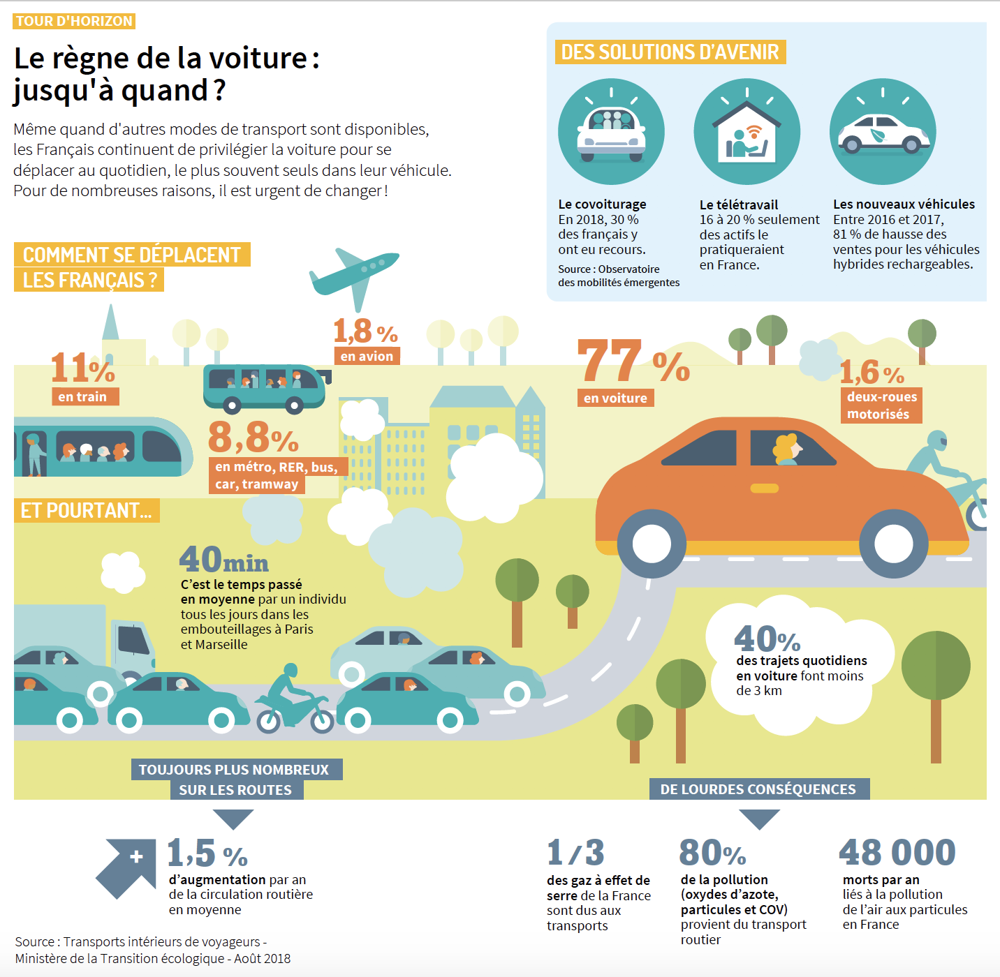 TOUR D'HORIZON
Le règne de la voiture :
jusqu'à quand ?
Même quand d'autres modes de transport sont disponibles,
les Français continuent de privilégier la voiture pour se
déplacer au quotidien, le plus souvent seuls dans leur véhicule.
Pour de nombreuses raisons, il est urgent de changer !
DES SOLUTIONS D'AVENIR
Le covoiturage
En 2018, 30 %
des français y
ont eu recours.
Source : Observatoire
des mobilités émergentes
Le télétravail
16 à 20 % seulement
des actifs le
pratiqueraient
en France.
Les nouveaux véhicules
Entre 2016 et 2017,
81 % de hausse des
ventes pour les véhicules
hybrides rechargeables.
COMMENT SE DÉPLACENT
LES FRANÇAIS ?
11%
en train
8,8%
en métro, RER, bus,
car, tramway
1,8 %
en avion
77 %
en voiture
1,6 %
deux-roues
motorisés
ET POURTANT...
40min
C'est le temps passé
en moyenne par un individu
tous les jours dans les
embouteillages à Paris
et Marseille
40%
des trajets quotidiens
en voiture font moins
de 3 km
TOUJOURS PLUS NOMBREUX
SUR LES ROUTES
+
1,5 %
d'augmentation par an
de la circulation routière
en moyenne
DE LOURDES CONSÉQUENCES
1/3
des gaz à effet de
serre de la France
sont dus aux
transports
80%
de la pollution
(oxydes d'azote,
particules et COV)
provient du transport
routier
48 000
morts par an
liés à la pollution
de l'air aux particules
en France
Source : Transports intérieurs de voyageurs -
Ministère de la Transition écologique - Août 2018